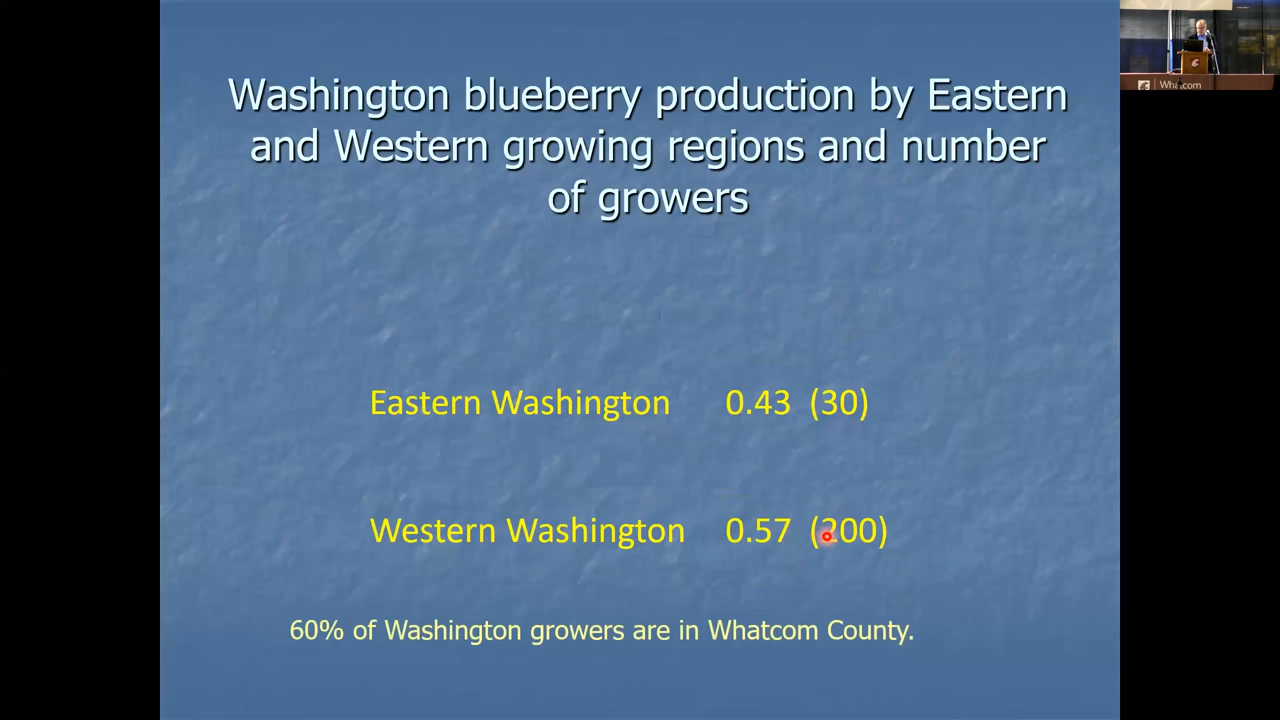 Washington blueberry production by Eastern
and Western growing regions and number
of growers
Eastern Washington 0.43 (30)
Western Washington 0.57 (200)
60% of Washington growers are in Whatcom County.
Whatcom